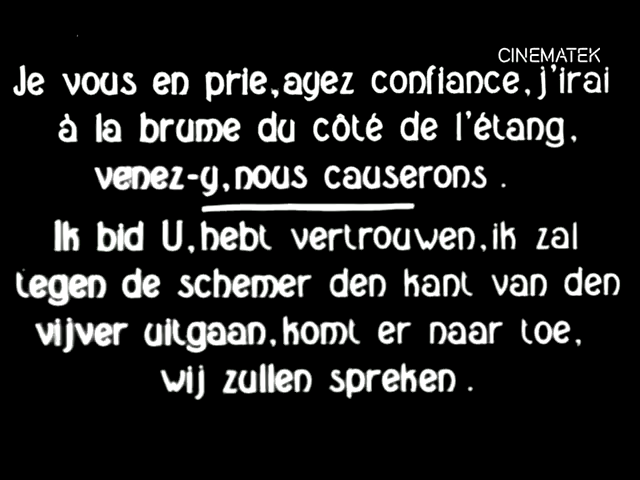 CINEMATEK
Je vous en prie, ayez confiance, j'irai
à la brume du côté de l'étang,
venez-y, nous causerons.
Ik bid U, hebt vertrouwen, ik zal
tegen de schemer den kant van den
vijver uitgaan, komt er naar toe,
wij zullen spreken.